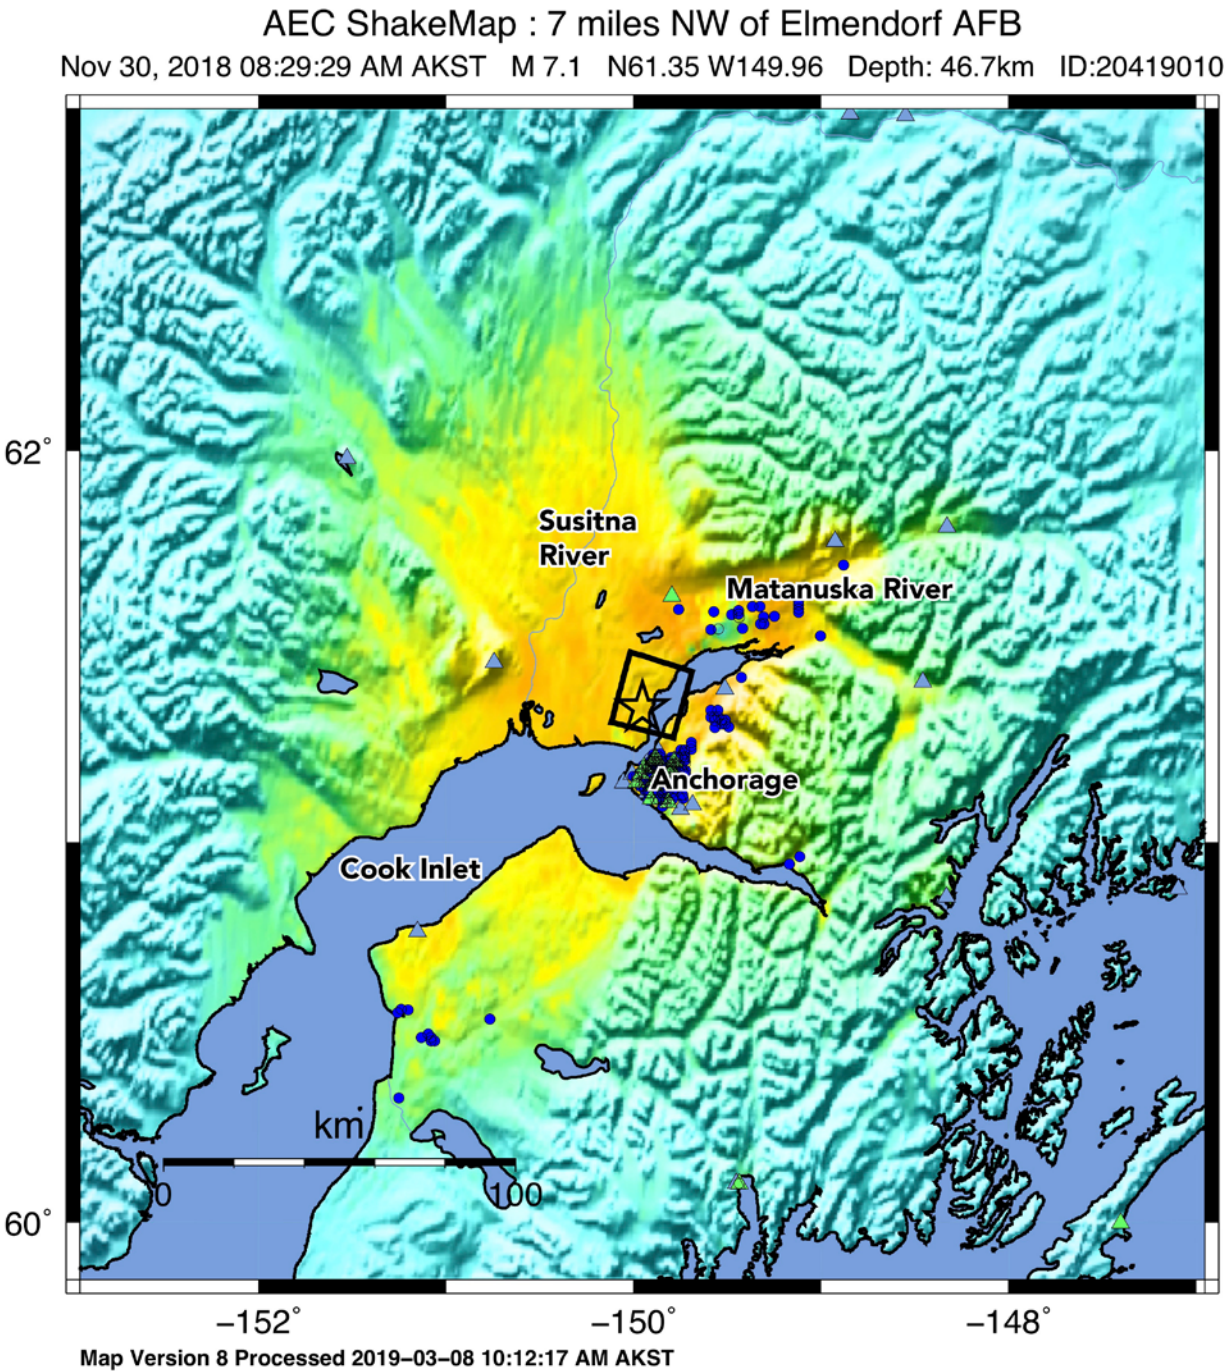 AEC ShakeMap : 7 miles NW of Elmendorf AFB
Nov 30, 2018 08:29:29 AM AKST M 7.1 N61.35 W149.96 Depth: 46.7km ID:20419010
62˚
Susitna
River
Matanuska River
Anchorage
Cook Inlet
km
0 100
60˚
−152˚ −150˚ −148˚
Map Version 8 Processed 2019−03−08 10:12:17 AM AKST